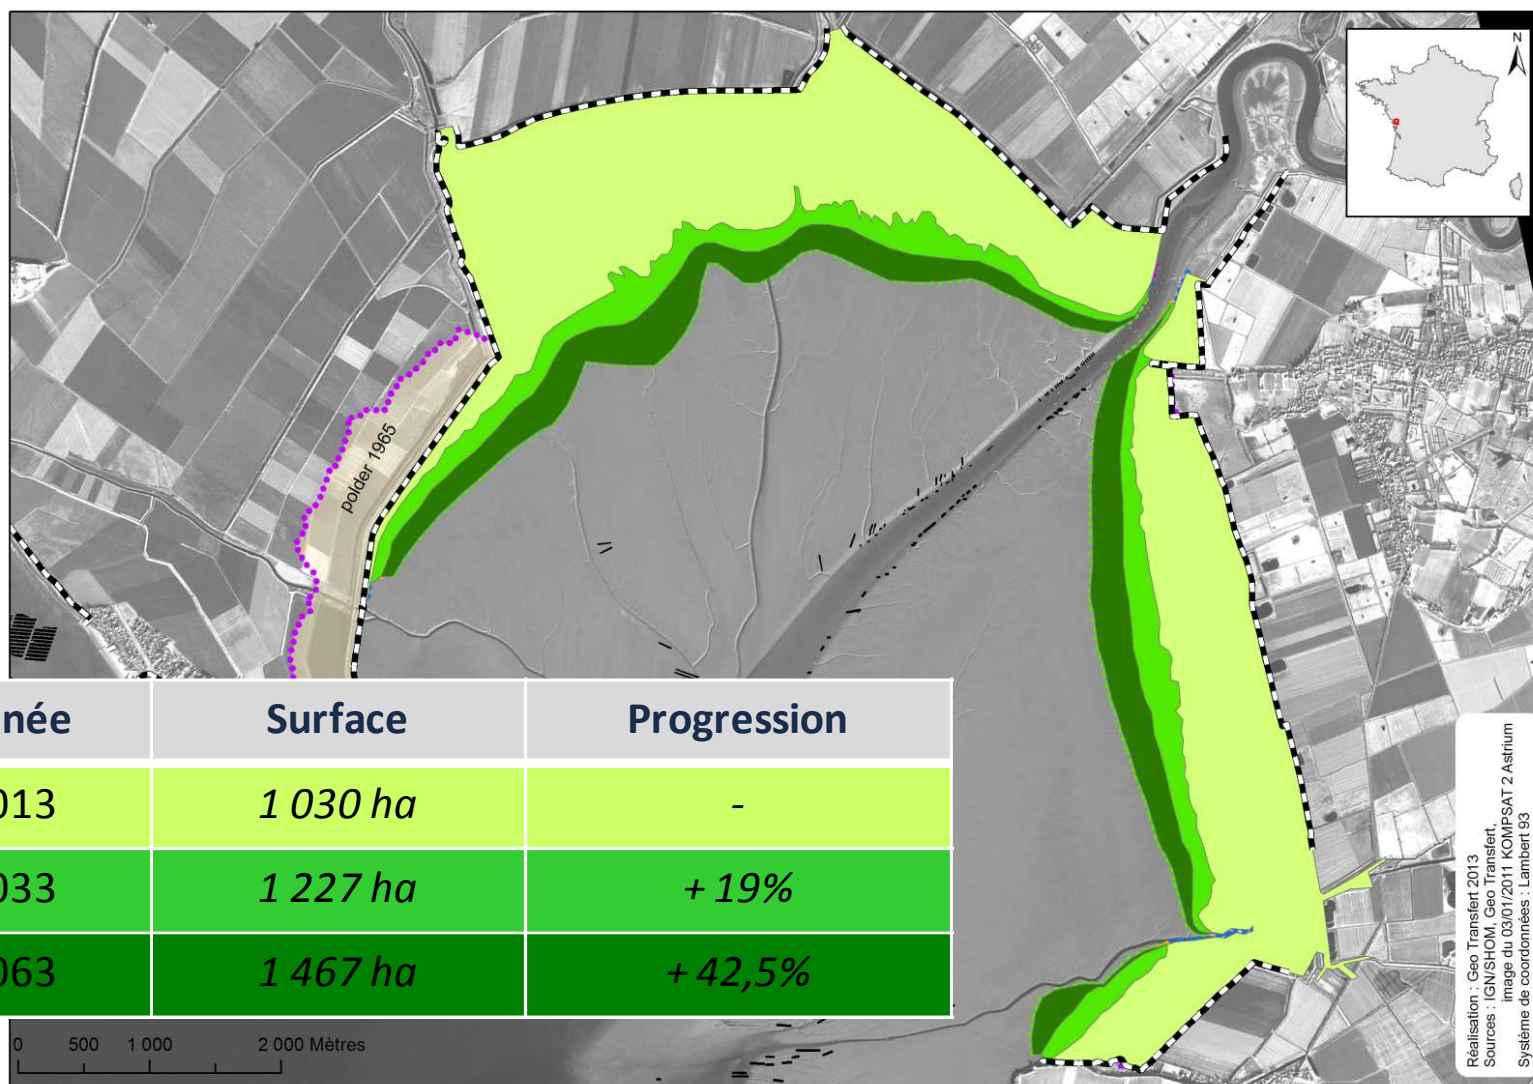 N
polder 1965
née Surface Progression
013 1 030 ha -
033 1 227 ha + 19%
063 1 467 ha + 42,5%
0 500 1 000 2 000 Mètres
Réalisation : Geo Transfert 2013
Sources : IGN/SHOM, Geo Transfert,
image du 03/01/2011 KOMPSAT 2 Astrium
Système de coordonnées : Lambert 93